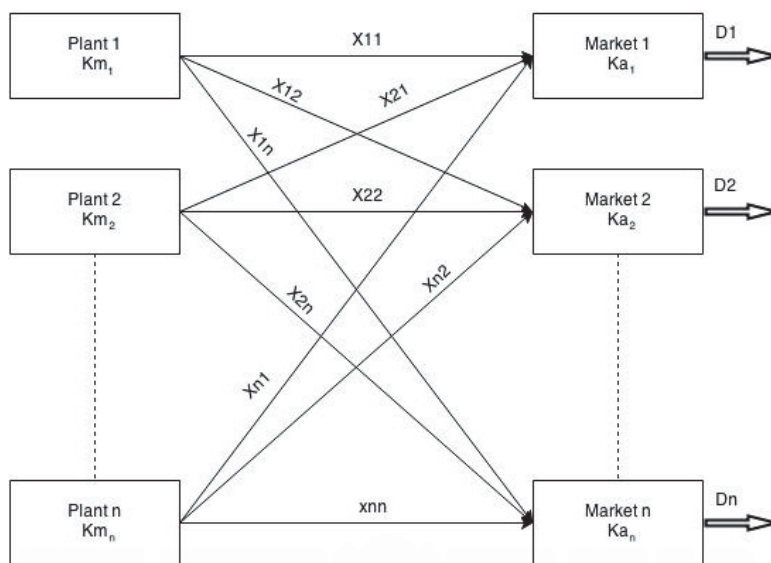 Plant 1
Km₁
X11
Market 1
Ka₁
D1
X12
X21
X1n
Plant 2
Km₂
X22
Market 2
Ka₂
D2
X2n
Xn2
Xn1
Plant n
Kmₙ
xnn
Market n
Kaₙ
Dn